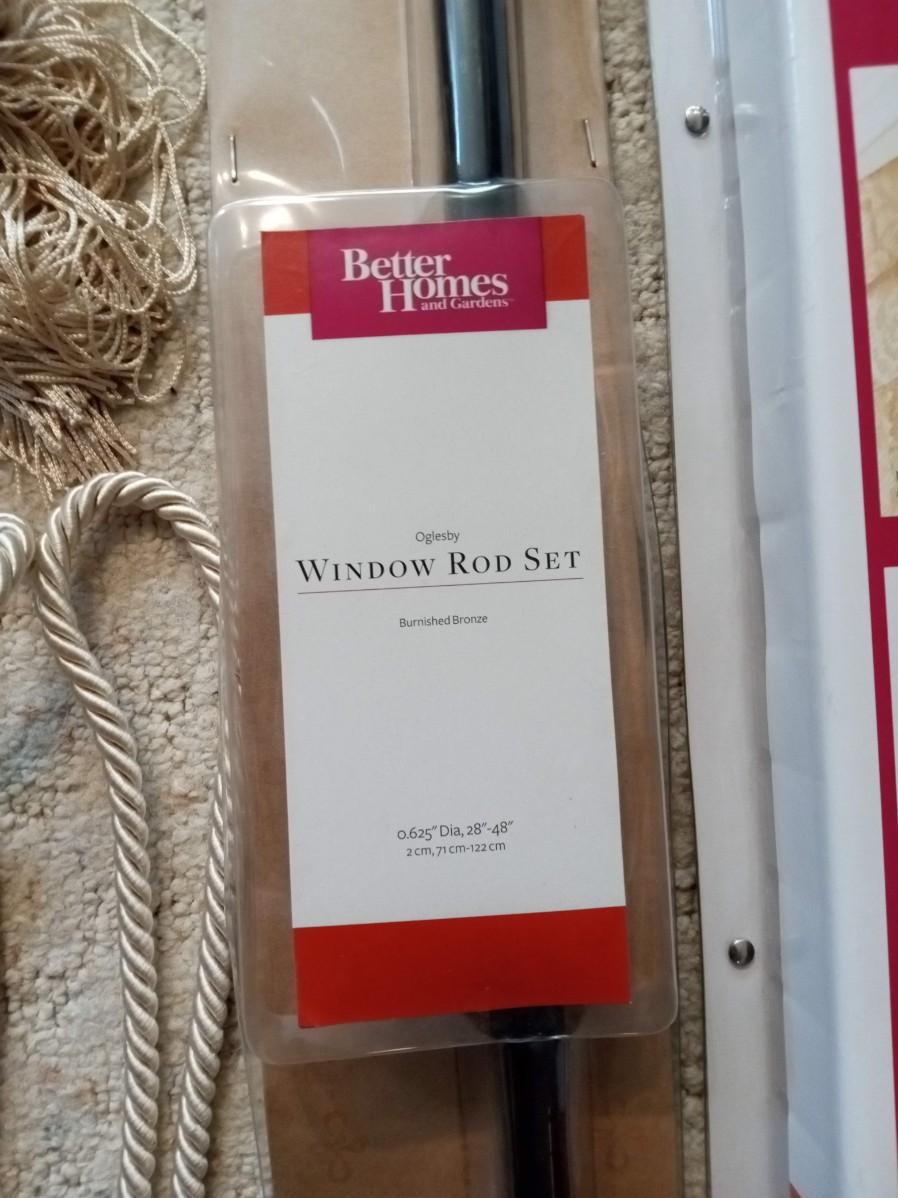 Better
Homes
and Gardens™
Oglesby
WINDOW ROD SET
Burnished Bronze
0.625″ Dia, 28″-48″
2 cm, 71 cm-122 cm